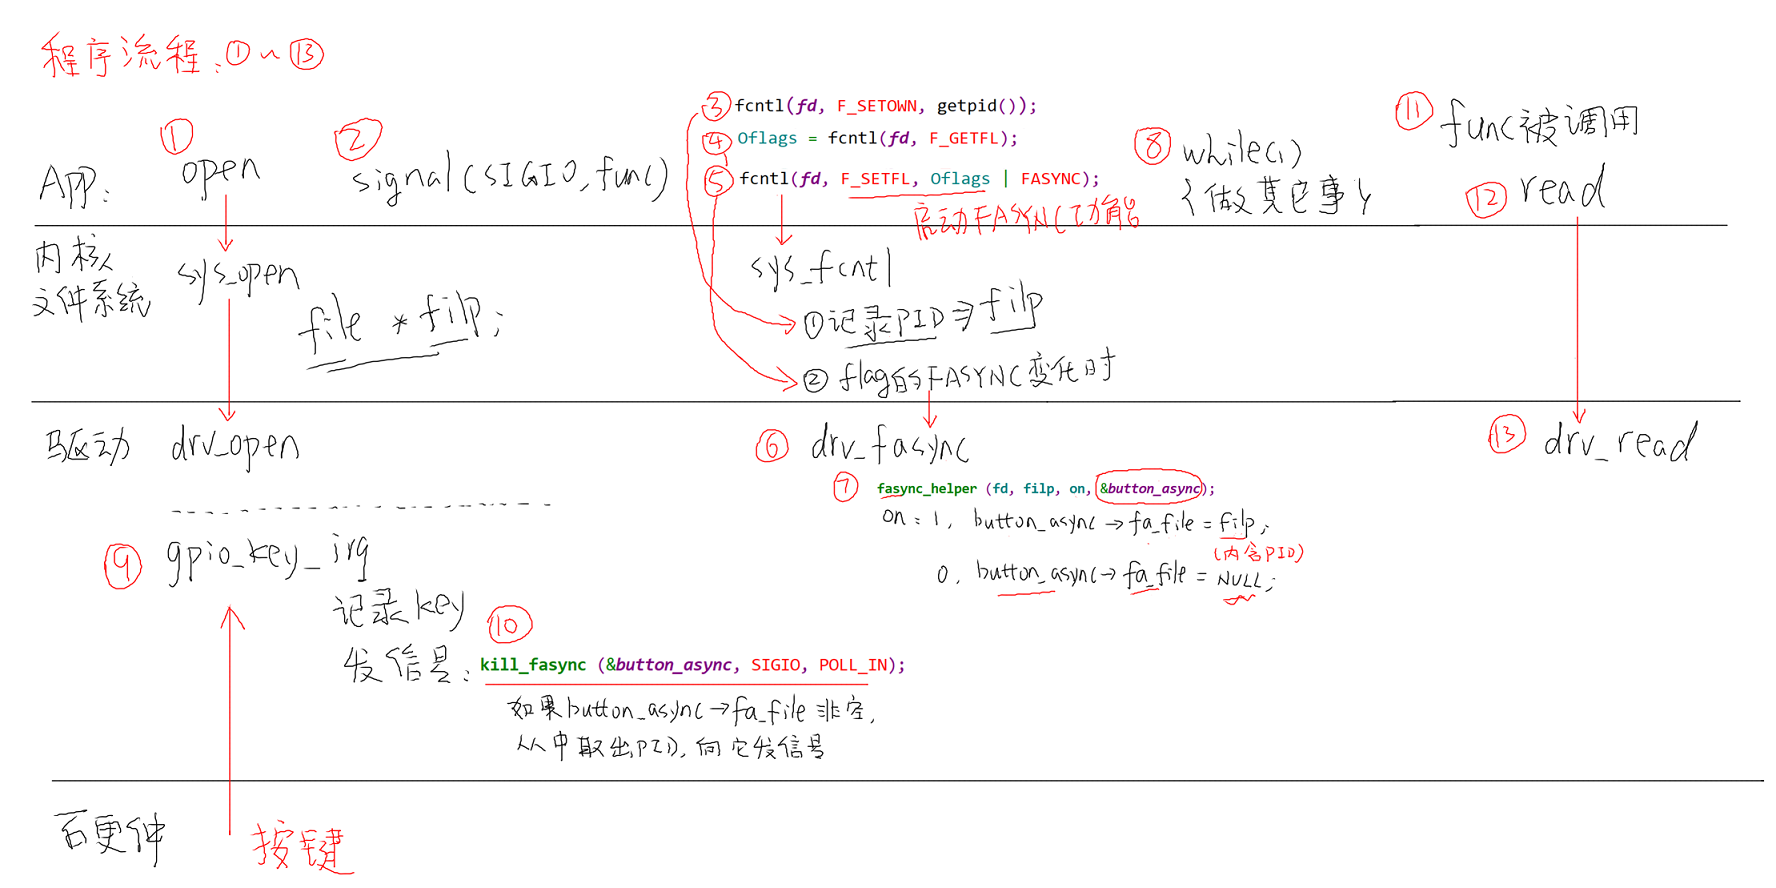 程序流程:①~⑬
① open
② signal(SIGIO,func)
③ fcntl(fd, F_SETOWN, getpid());
④ Oflags = fcntl(fd, F_GETFL);
⑤ fcntl(fd, F_SETFL, Oflags | FASYNC);
启动FASYNC功能
⑧ while(1)
{做其它事}
⑪ func被调用
⑫ read
APP:
内核
文件系统
sys_open
file * filp;
sys_fcntl
①记录PID⇒filp
②flag的FASYNC变化时
驱动
drv_open
⑥ drv_fasync
⑦ fasync_helper (fd, filp, on, &button_async);
on:1, button_async→fa_file=filp;
(内含PID)
0, button_async→fa_file=NULL;
⑬ drv_read
⑨ gpio_key_irq
记录key
⑩
发信号: kill_fasync (&button_async, SIGIO, POLL_IN);
如果button_async→fa_file非空,
从中取出PID,向它发信号
硬件
按键